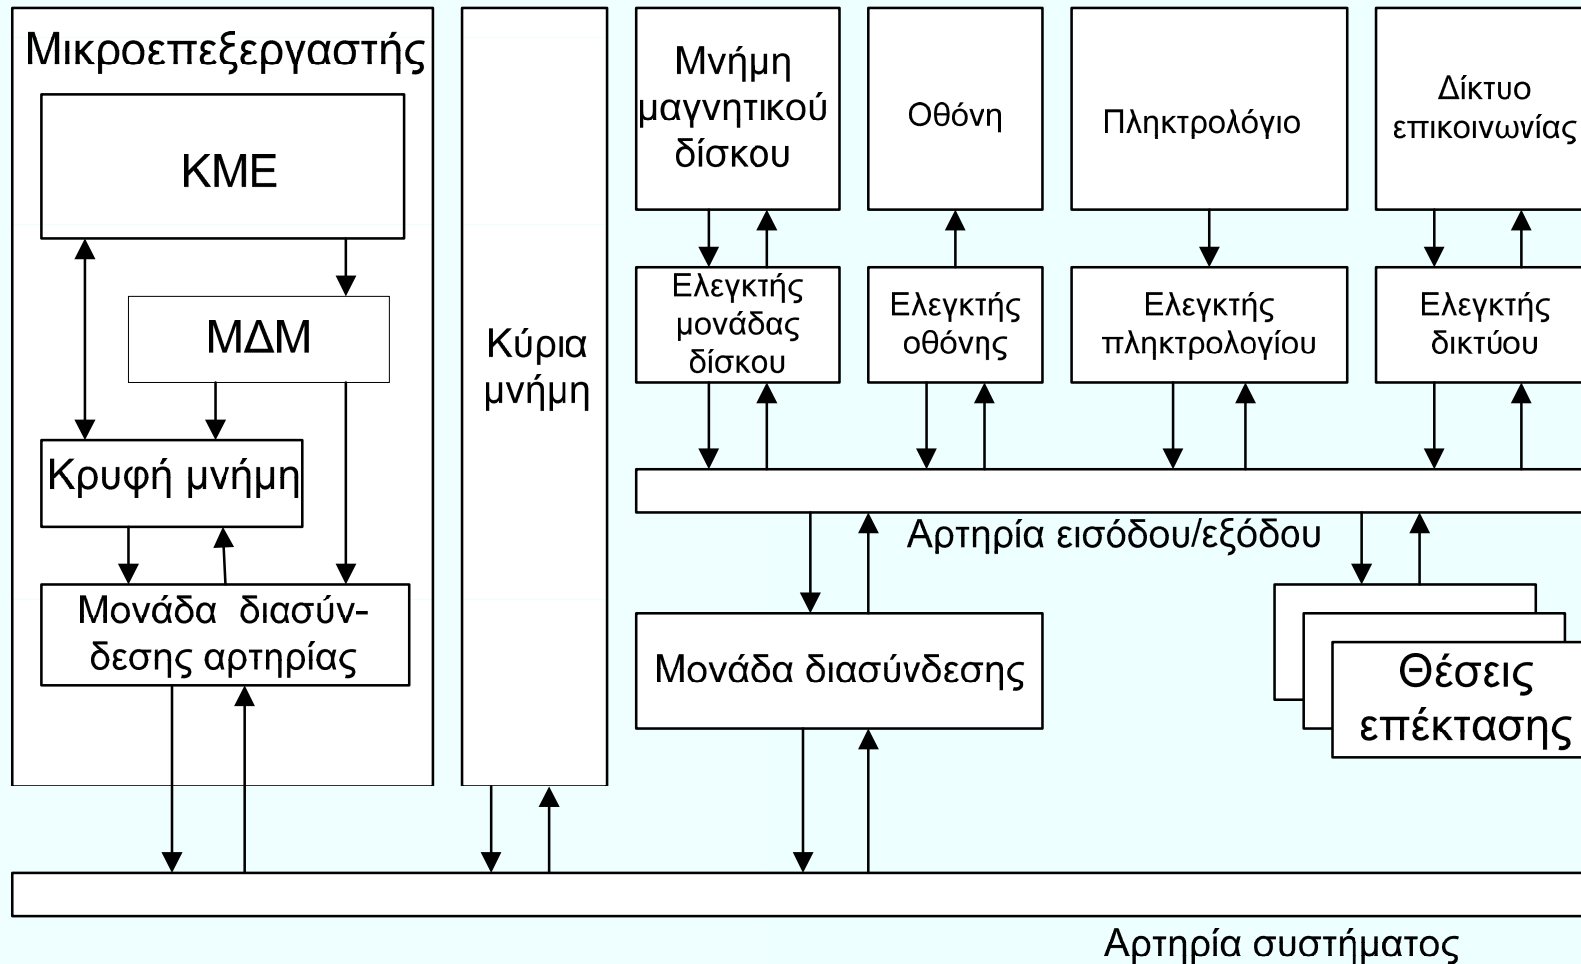 Μικροεπεξεργαστής
ΚΜΕ
ΜΔΜ
Κρυφή μνήμη
Μονάδα διασύν-
δεσης αρτηρίας
Κύρια
μνήμη
Μνήμη
μαγνητικού
δίσκου
Οθόνη
Πληκτρολόγιο
Δίκτυο
επικοινωνίας
Ελεγκτής
μονάδας
δίσκου
Ελεγκτής
οθόνης
Ελεγκτής
πληκτρολογίου
Ελεγκτής
δικτύου
Αρτηρία εισόδου/εξόδου
Μονάδα διασύνδεσης
Θέσεις
επέκτασης
Αρτηρία συστήματος